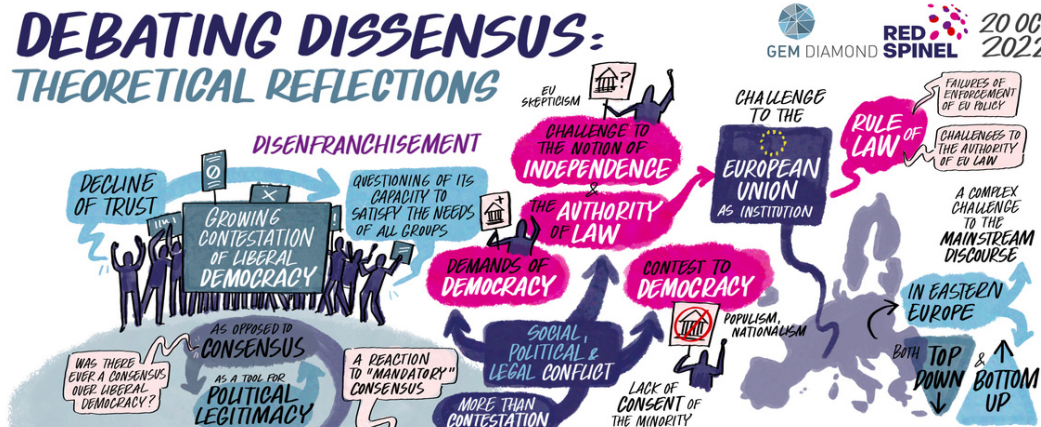 DEBATING DISSENSUS:
THEORETICAL REFLECTIONS
GEM DIAMOND
RED
SPINEL
2022
DISENFRANCHISEMENT
DECLINE
OF TRUST
GROWING
CONTESTATION
OF LIBERAL
DEMOCRACY
QUESTIONING OF ITS
CAPACITY TO
SATISFY THE NEEDS
OF ALL GROUPS
AS OPPOSED TO
CONSENSUS
AS A TOOL FOR
POLITICAL
LEGITIMACY
WAS THERE
EVER A CONSENSUS
OVER LIBERAL
DEMOCRACY?
A REACTION
TO "MANDATORY"
CONSENSUS
EU
SKEPTICISM
?
CHALLENGE TO
THE NOTION OF
INDEPENDENCE
&
THE AUTHORITY
OF LAW
DEMANDS OF
DEMOCRACY
CONTEST TO
DEMOCRACY
SOCIAL,
POLITICAL &
LEGAL CONFLICT
MORE THAN
CONTESTATION
POPULISM,
NATIONALISM
LACK OF
CONSENT OF
THE MINORITY
CHALLENGE
TO THE
EUROPEAN
UNION
AS INSTITUTION
RULE
OF
LAW
FAILURES OF
ENFORCEMENT
OF EU POLICY
CHALLENGES TO
THE AUTHORITY
OF EU LAW
A COMPLEX
CHALLENGE
TO THE
MAINSTREAM
DISCOURSE
IN EASTERN
EUROPE
BOTH TOP
DOWN
& BOTTOM
UP